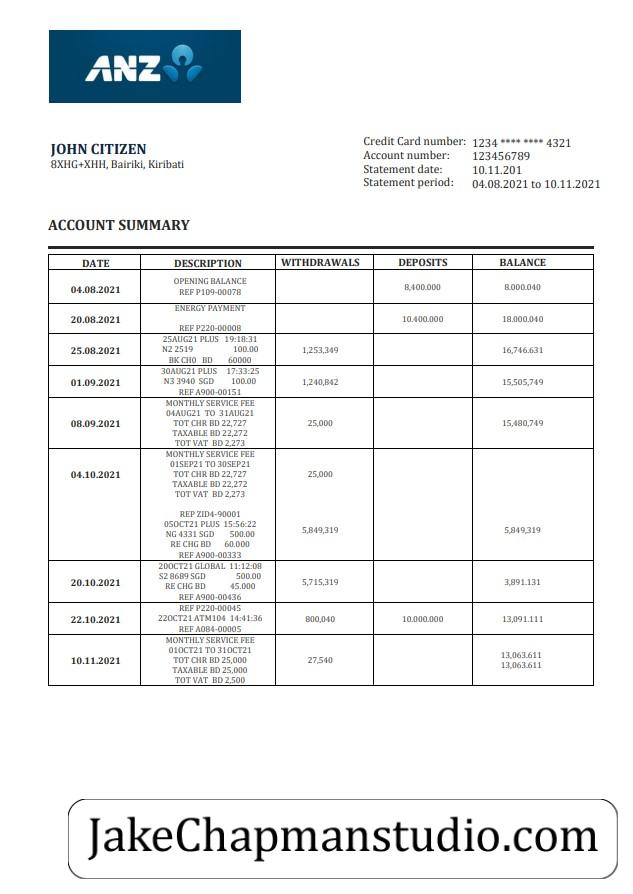 ANZ
JOHN CITIZEN
8XHG+XHH, Bairiki, Kiribati
Credit Card number: 1234 **** **** 4321
Account number: 123456789
Statement date: 10.11.201
Statement period: 04.08.2021 to 10.11.2021
ACCOUNT SUMMARY
DATE DESCRIPTION WITHDRAWALS DEPOSITS BALANCE
04.08.2021 OPENING BALANCE 8,400.000 8.000.040
REF P109-00078
20.08.2021 ENERGY PAYMENT 10.400.000 18.000.040
REF P220-00008
25AUG21 PLUS 19:18:31
25.08.2021 N2 2519 100.00 1,253,349 16,746.631
BK CH0 BD 60000
30AUG21 PLUS 17:33:25
01.09.2021 N3 3940 SGD 100.00 1,240,842 15,505,749
REF A900-00151
MONTHLY SERVICE FEE
04AUG21 TO 31AUG21
08.09.2021 TOT CHR BD 22,727 25,000 15,480,749
TAXABLE BD 22,272
TOT VAT BD 2,273
MONTHLY SERVICE FEE
01SEP21 TO 30SEP21
04.10.2021 TOT CHR BD 22,727 25,000
TAXABLE BD 22,272
TOT VAT BD 2,273
REP ZID4-90001
05OCT21 PLUS 15:56:22
NG 4331 SGD 500.00 5,849,319 5,849,319
RE CHG BD 60.000
REF A900-00333
20OCT21 GLOBAL 11:12:08
20.10.2021 S2 8689 SGD 500.00 5,715,319 3,891.131
RE CHG BD 45.000
REF A900-00436
REF P220-00045
22.10.2021 22OCT21 ATM104 14:41:36 800,040 10.000.000 13,091.111
REF A084-00005
MONTHLY SERVICE FEE
01OCT21 TO 31OCT21
10.11.2021 TOT CHR BD 25,000 27,540 13,063.611
TAXABLE BD 25,000 13,063.611
TOT VAT BD 2,500
JakeChapmanstudio.com